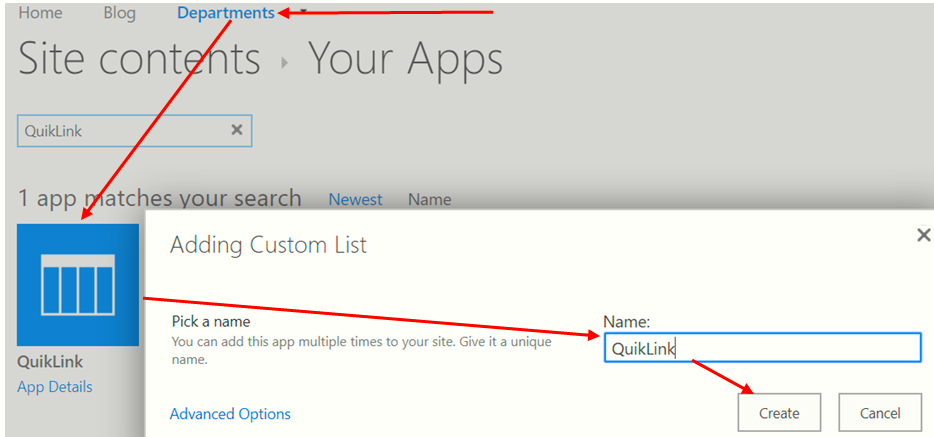 Home Blog Departments
Site contents › Your Apps
QuikLink
1 app matches your search Newest Name
QuikLink
App Details
Adding Custom List
Pick a name
You can add this app multiple times to your site. Give it a unique
name.
Name:
QuikLink
Advanced Options
Create Cancel